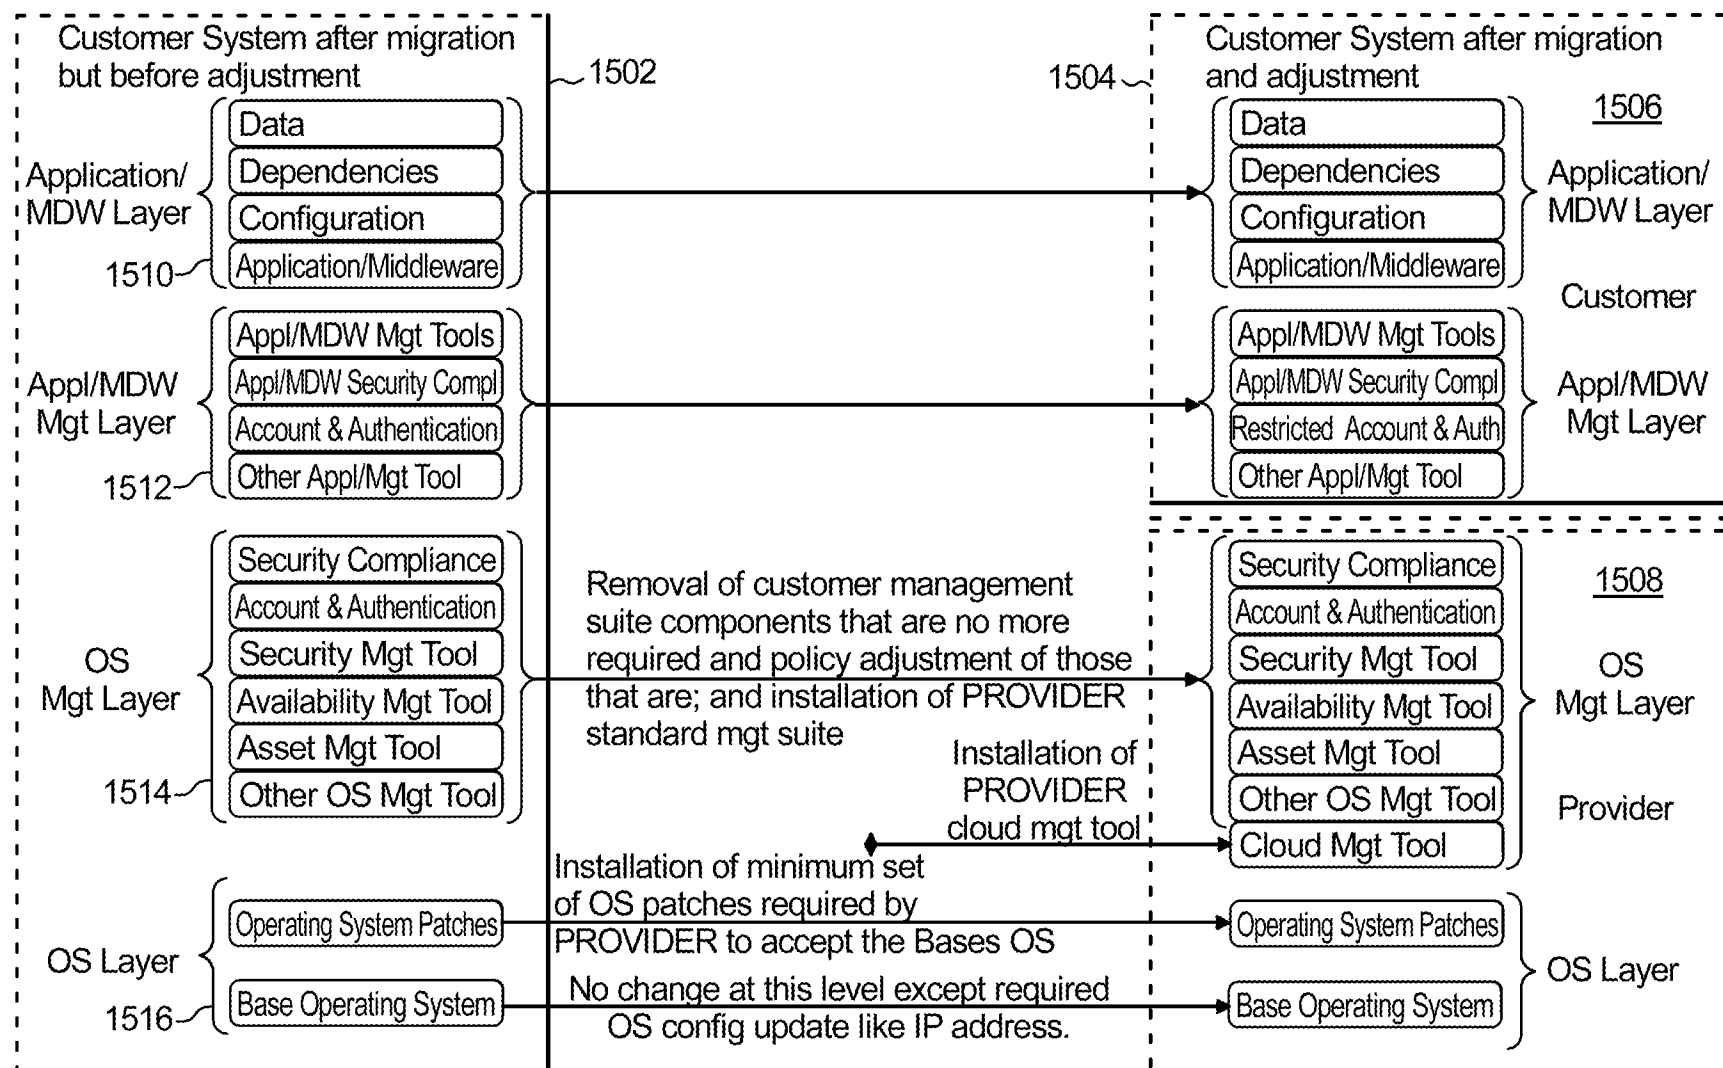 Customer System after migration
but before adjustment
1502
Application/
MDW Layer
Data
Dependencies
Configuration
Application/Middleware
1510
Appl/MDW
Mgt Layer
Appl/MDW Mgt Tools
Appl/MDW Security Compl
Account & Authentication
Other Appl/Mgt Tool
1512
OS
Mgt Layer
Security Compliance
Account & Authentication
Security Mgt Tool
Availability Mgt Tool
Asset Mgt Tool
Other OS Mgt Tool
1514
OS Layer
Operating System Patches
Base Operating System
1516
Removal of customer management
suite components that are no more
required and policy adjustment of those
that are; and installation of PROVIDER
standard mgt suite
Installation of
PROVIDER
cloud mgt tool
Installation of minimum set
of OS patches required by
PROVIDER to accept the Bases OS
No change at this level except required
OS config update like IP address.
1504
Customer System after migration
and adjustment
1506
Data
Dependencies
Configuration
Application/Middleware
Application/
MDW Layer
Customer
Appl/MDW Mgt Tools
Appl/MDW Security Compl
Restricted Account & Auth
Other Appl/Mgt Tool
Appl/MDW
Mgt Layer
1508
Security Compliance
Account & Authentication
Security Mgt Tool
Availability Mgt Tool
Asset Mgt Tool
Other OS Mgt Tool
Cloud Mgt Tool
OS
Mgt Layer
Provider
Operating System Patches
Base Operating System
OS Layer